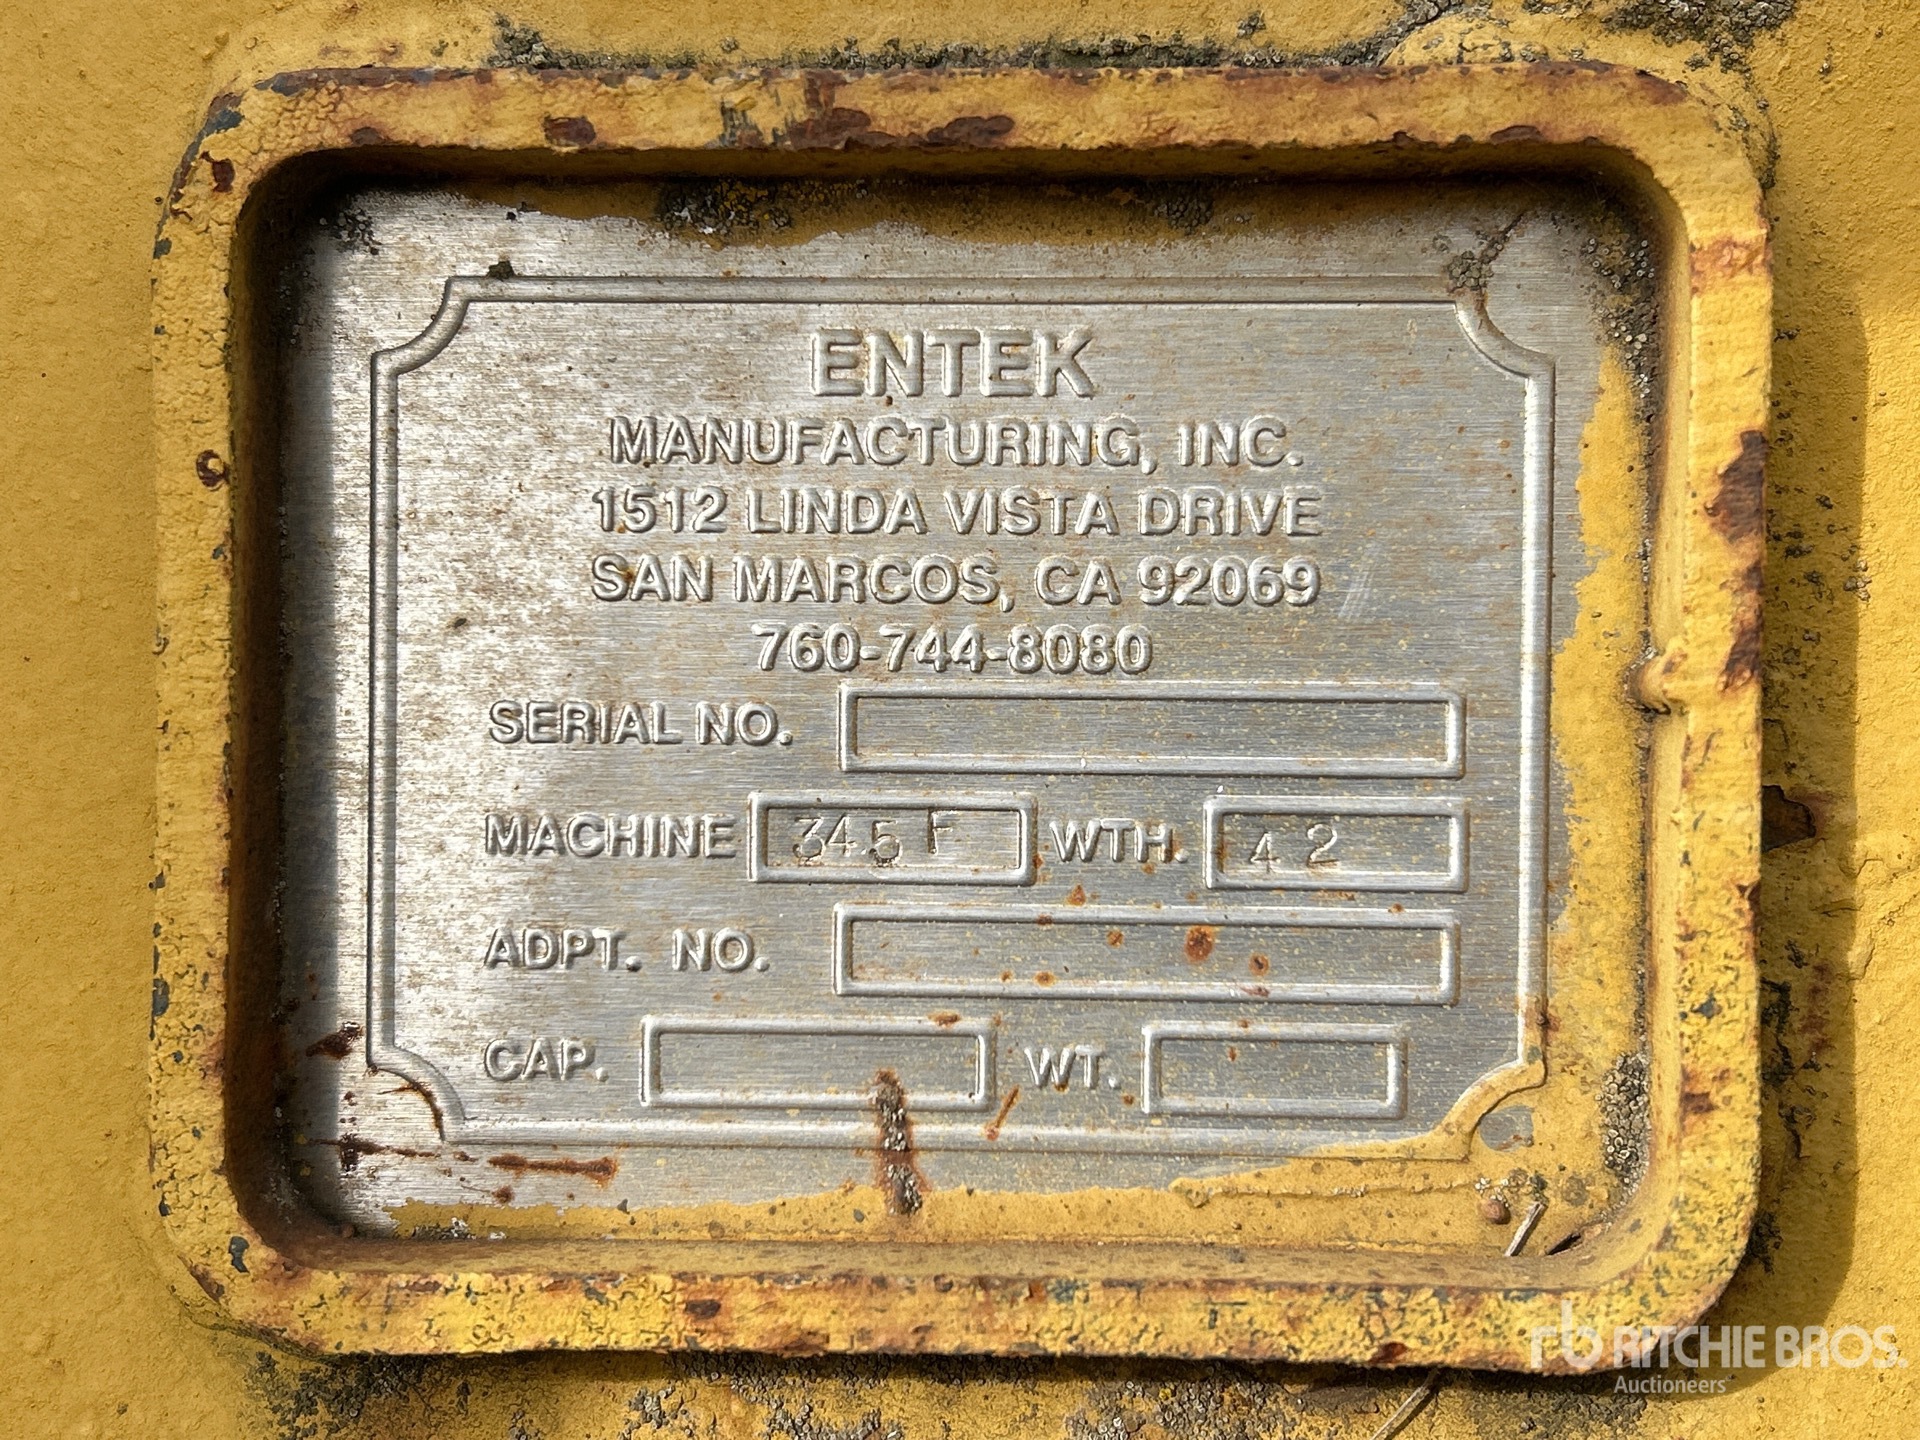 ENTEK
MANUFACTURING, INC.
1512 LINDA VISTA DRIVE
SAN MARCOS, CA 92069
760-744-8080
SERIAL NO.
MACHINE 345 F WTH. 42
ADPT. NO.
CAP. WT.
rb RITCHIE BROS.
Auctioneers